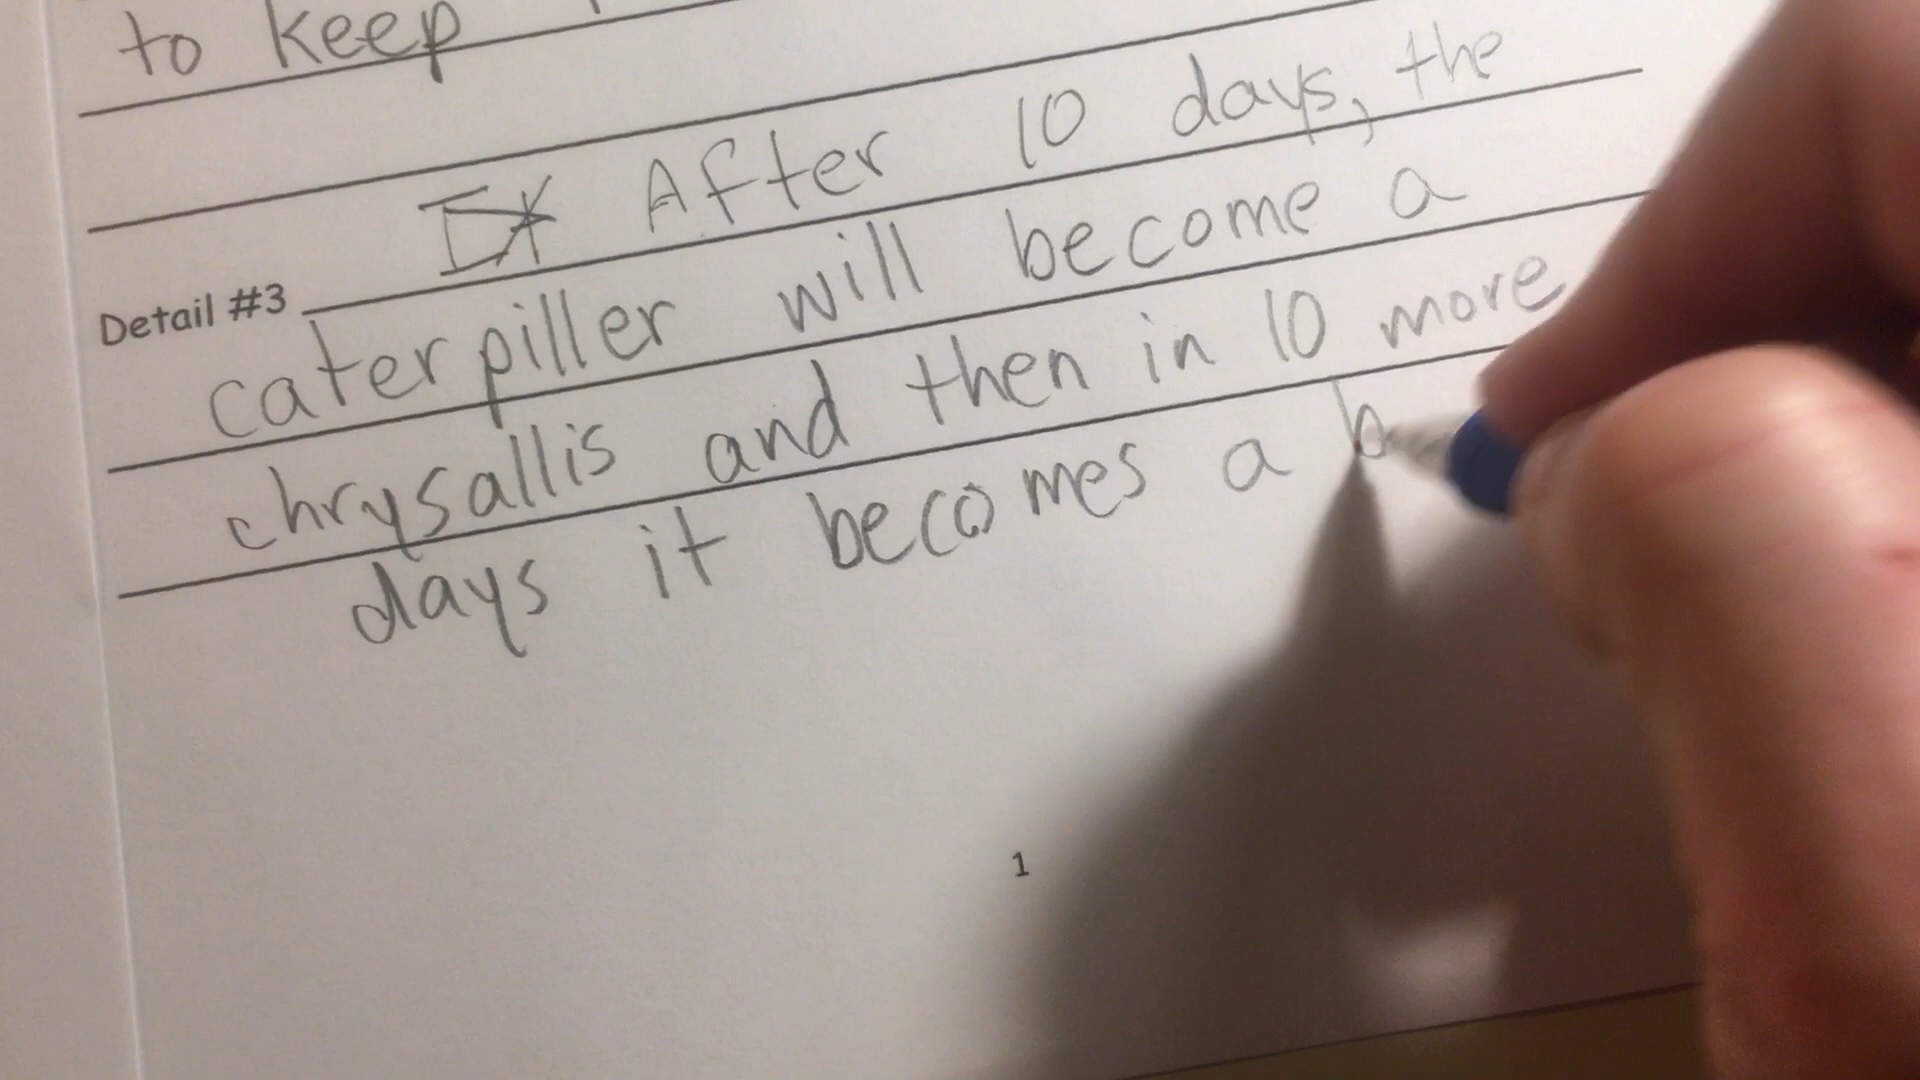 to keep
After 10 days, the
Detail #3
caterpiller will become a
chrysallis and then in 10 more
days it becomes a b
1